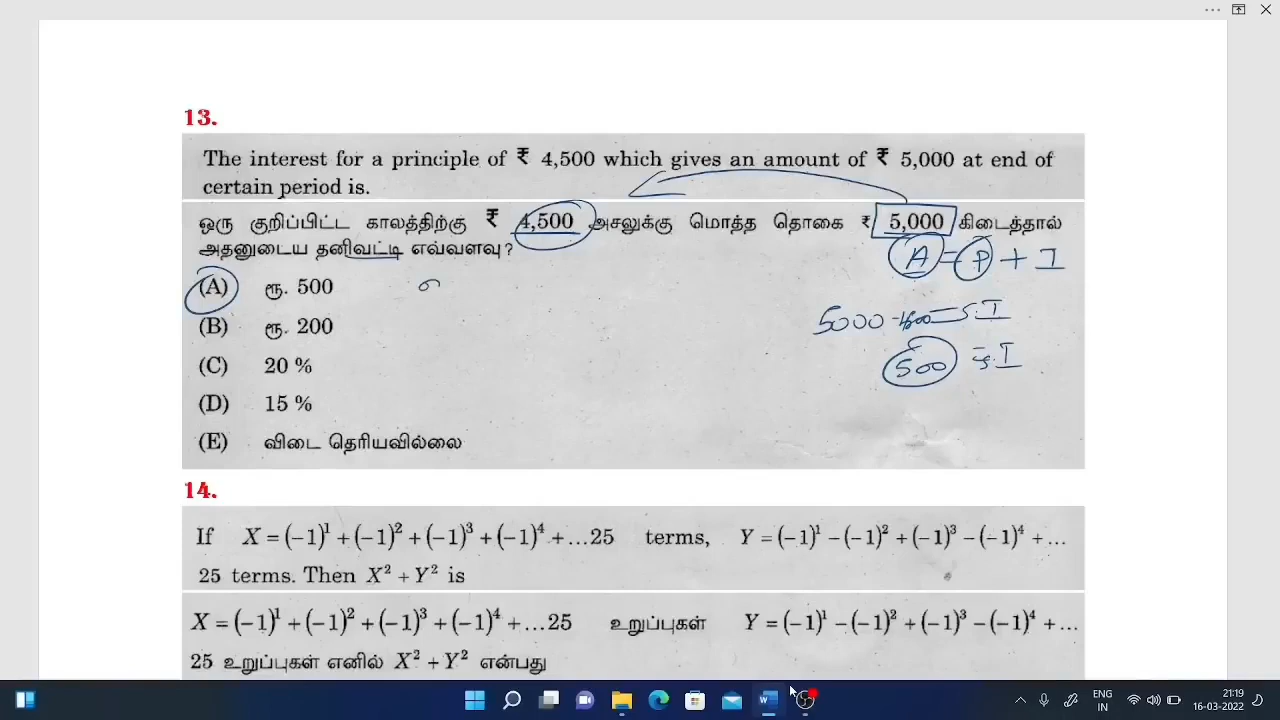 13.
The interest for a principle of ₹ 4,500 which gives an amount of ₹ 5,000 at end of
certain period is.
ஒரு குறிப்பிட்ட காலத்திற்கு ₹ 4,500 அசலுக்கு மொத்த தொகை ₹ 5,000 கிடைத்தால்
அதனுடைய தனிவட்டி எவ்வளவு?
A = P + I
(A) ரூ. 500
5000 - 4500 = S.I
(B) ரூ. 200
500 = S.I
(C) 20 %
(D) 15 %
(E) விடை தெரியவில்லை
14.
If X = (−1)¹ + (−1)² + (−1)³ + (−1)⁴ + ...25 terms, Y = (−1)¹ − (−1)² + (−1)³ − (−1)⁴ + ...
25 terms. Then X² + Y² is
X = (−1)¹ + (−1)² + (−1)³ + (−1)⁴ + ...25 உறுப்புகள் Y = (−1)¹ − (−1)² + (−1)³ − (−1)⁴ + ...
25 உறுப்புகள் எனில் X² + Y² என்பது
ENG
IN
21:19
16-03-2022